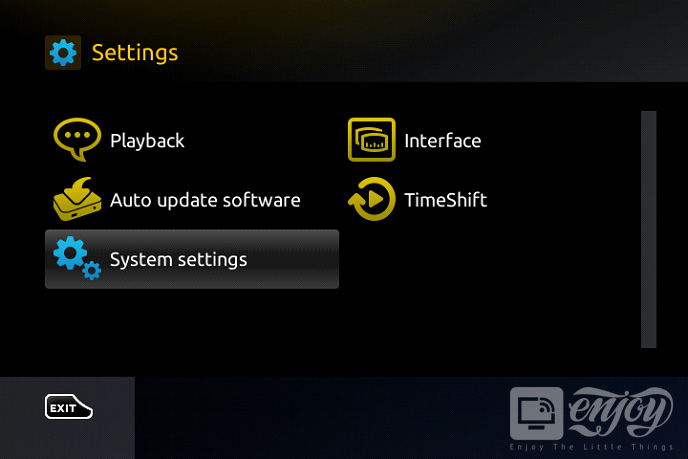 Settings
Playback
Interface
Auto update software
TimeShift
System settings
EXIT
enjoy
Enjoy The Little Things